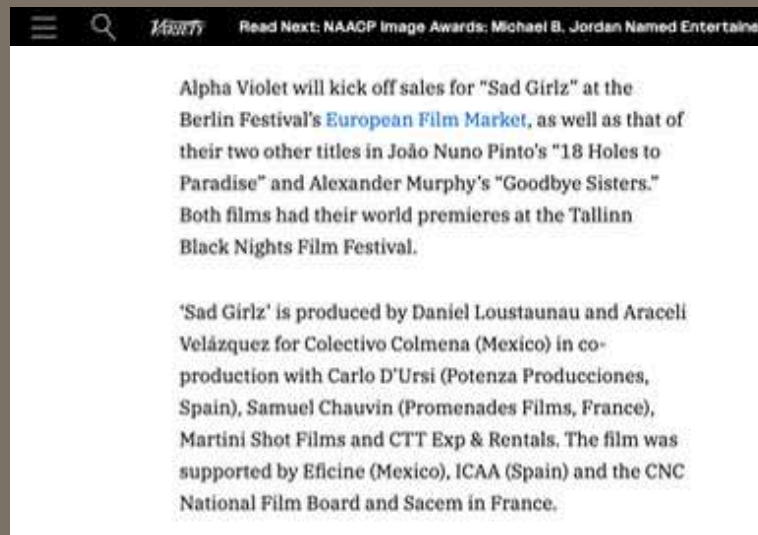 VARIETY Read Next: NAACP Image Awards: Michael B. Jordan Named Entertaine
Alpha Violet will kick off sales for “Sad Girlz” at the
Berlin Festival’s European Film Market, as well as that of
their two other titles in João Nuno Pinto’s “18 Holes to
Paradise” and Alexander Murphy’s “Goodbye Sisters.”
Both films had their world premieres at the Tallinn
Black Nights Film Festival.
‘Sad Girlz’ is produced by Daniel Loustaunau and Araceli
Velázquez for Colectivo Colmena (Mexico) in co-
production with Carlo D’Ursi (Potenza Producciones,
Spain), Samuel Chauvin (Promenades Films, France),
Martini Shot Films and CTT Exp & Rentals. The film was
supported by Eficine (Mexico), ICAA (Spain) and the CNC
National Film Board and Sacem in France.